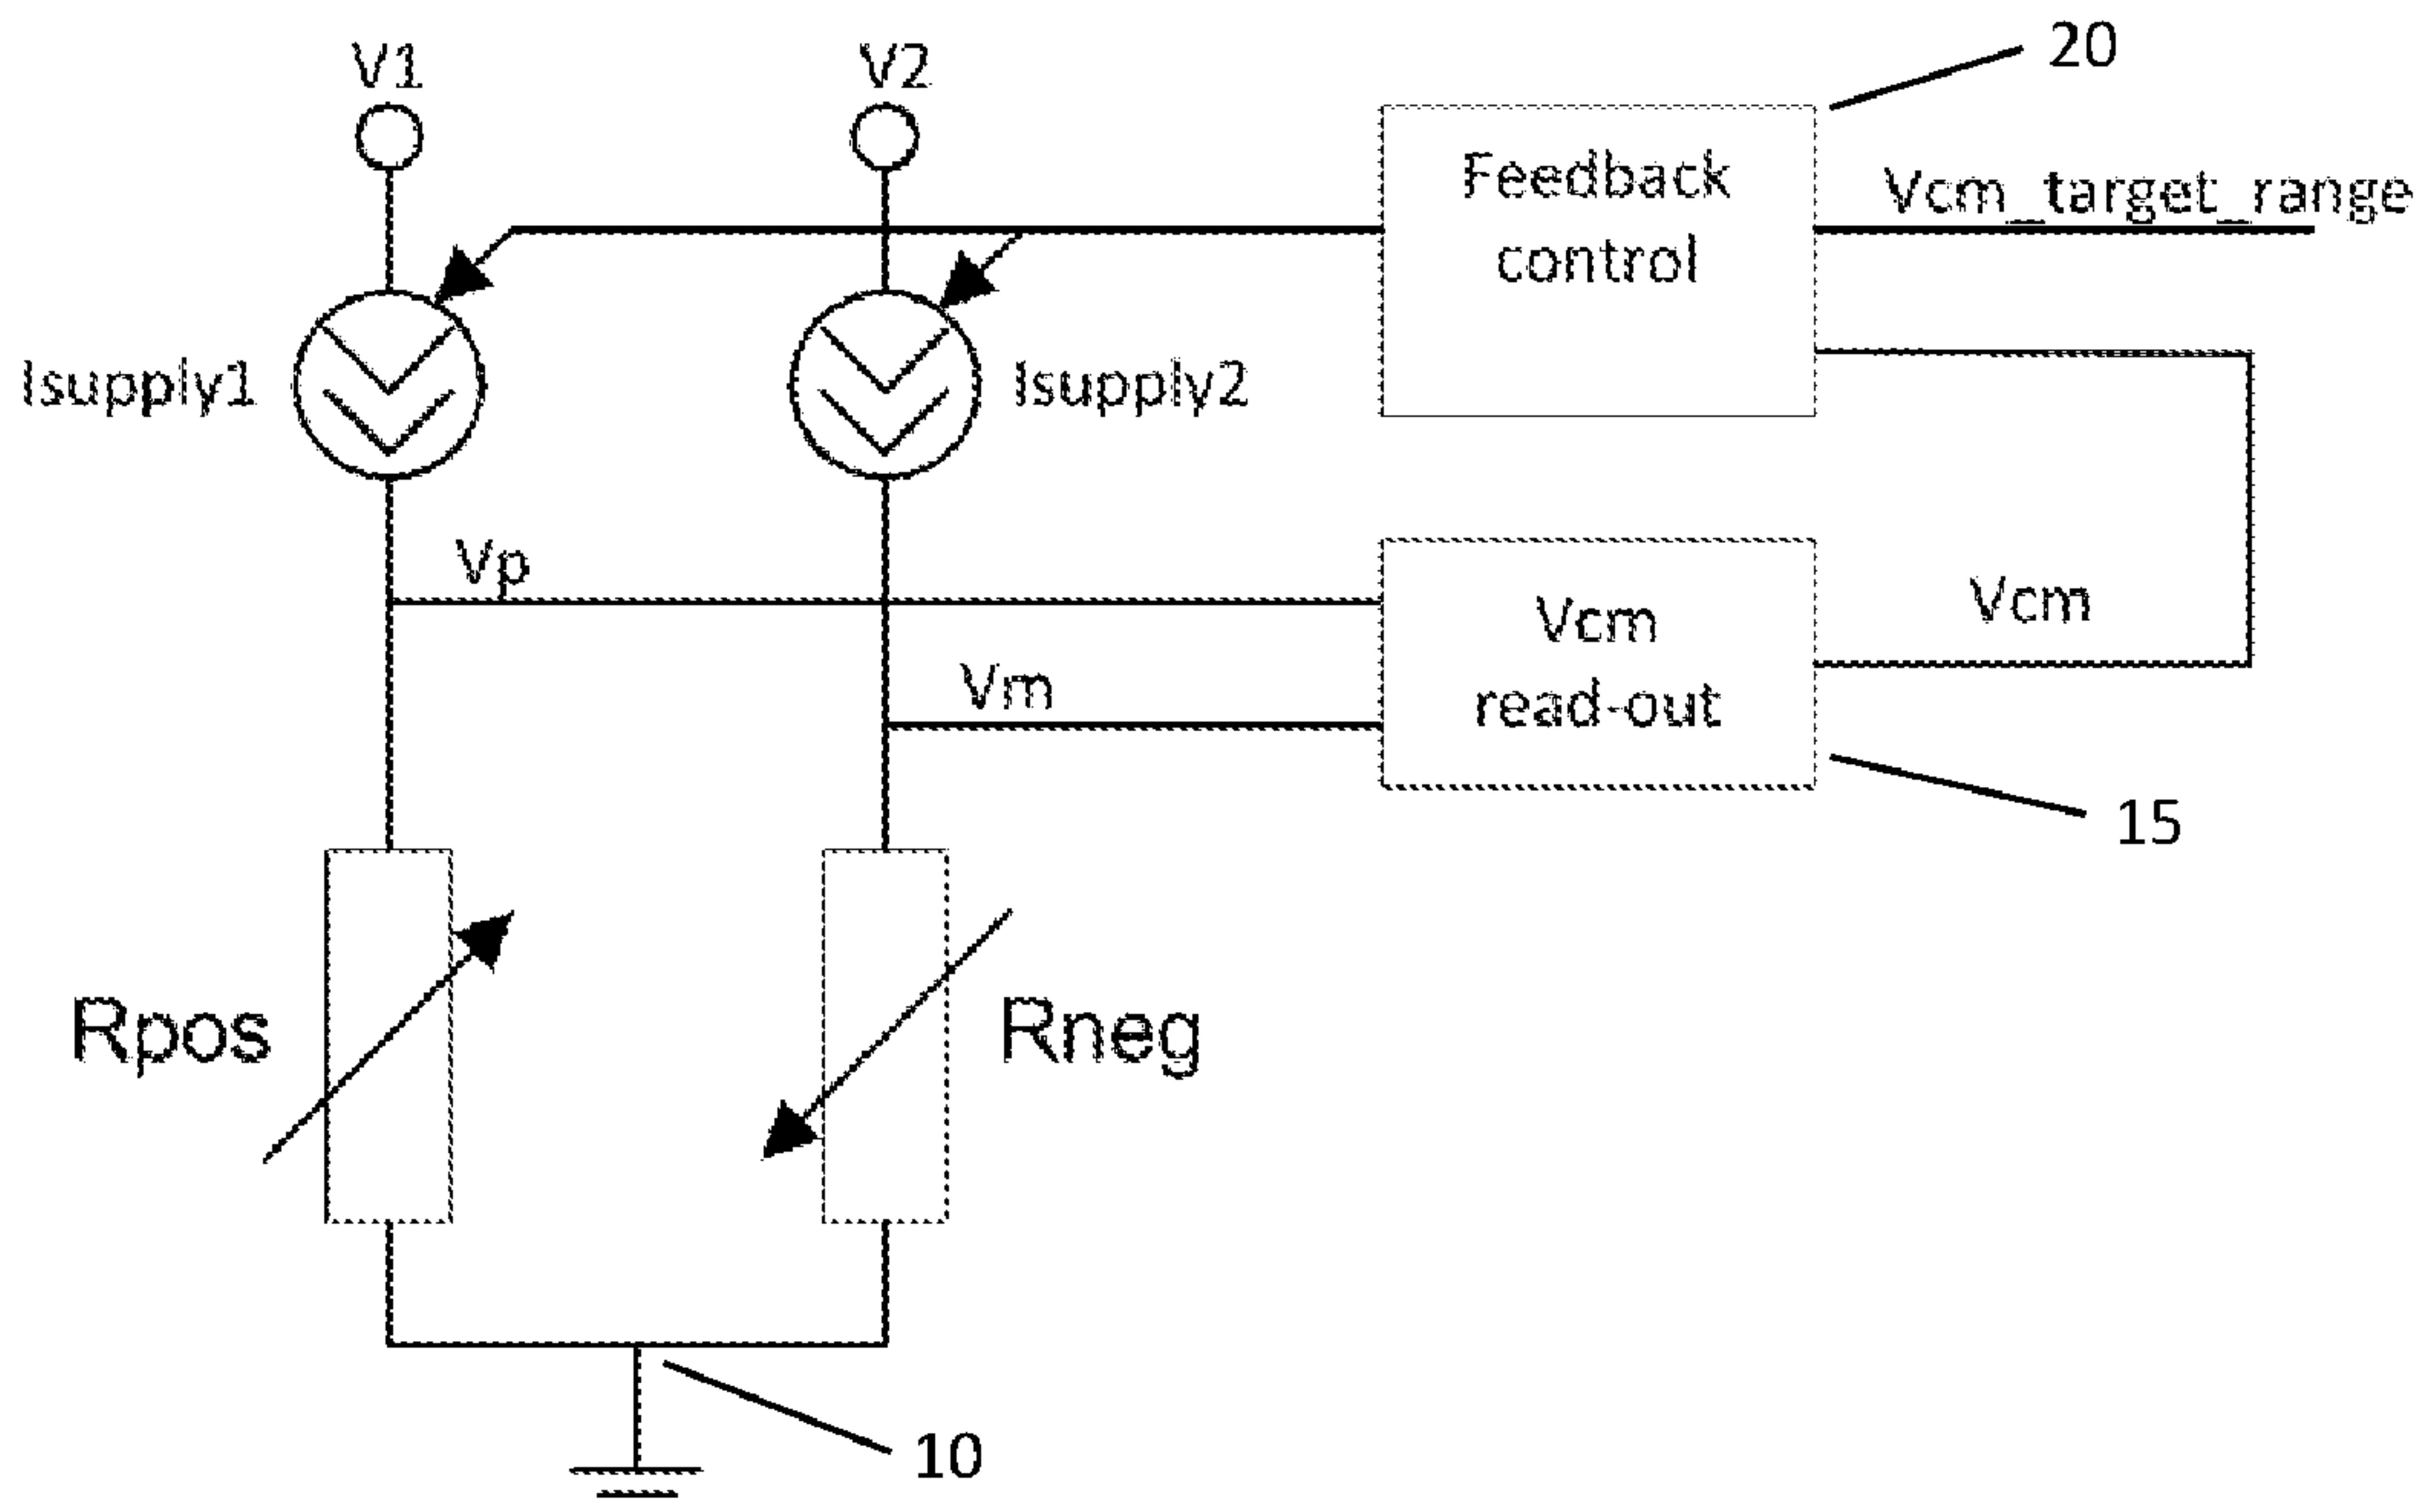 V1
V2
20
Feedback
control
Vcm_target_range
Isupply1
Isupply2
Vp
Vcm
read-out
Vcm
Vm
15
Rpos
Rneg
10